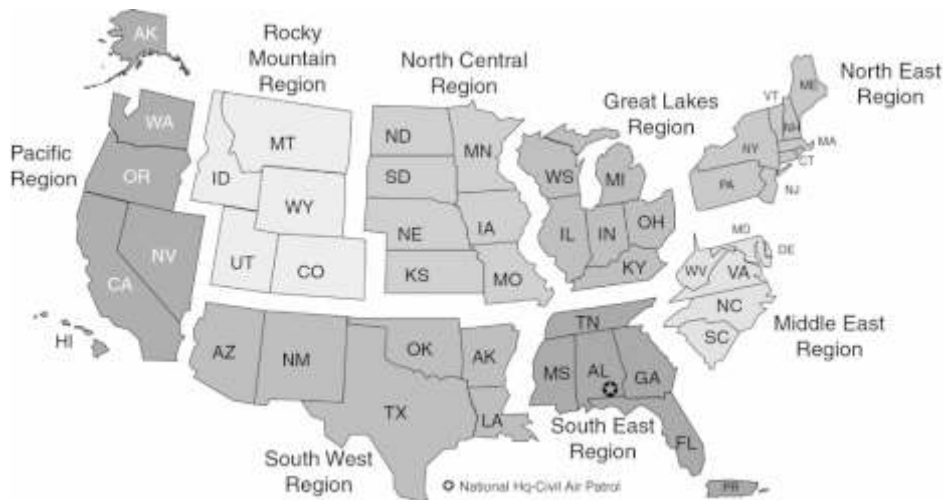 AK
Rocky
Mountain
Region
North Central
Region
Great Lakes
Region
North East
Region
Pacific
Region
WA
OR
CA
NV
HI
MT
ID
WY
UT
CO
ND
SD
NE
KS
MN
IA
MO
WS
MI
IL
IN
OH
KY
ME
VT
NH
MA
NY
CT
PA
NJ
MD
DE
WV
VA
NC
SC
Middle East
Region
AZ
NM
OK
AK
TX
LA
South West
Region
TN
MS
AL
GA
FL
South East
Region
PR
National Hq-Civil Air Patrol